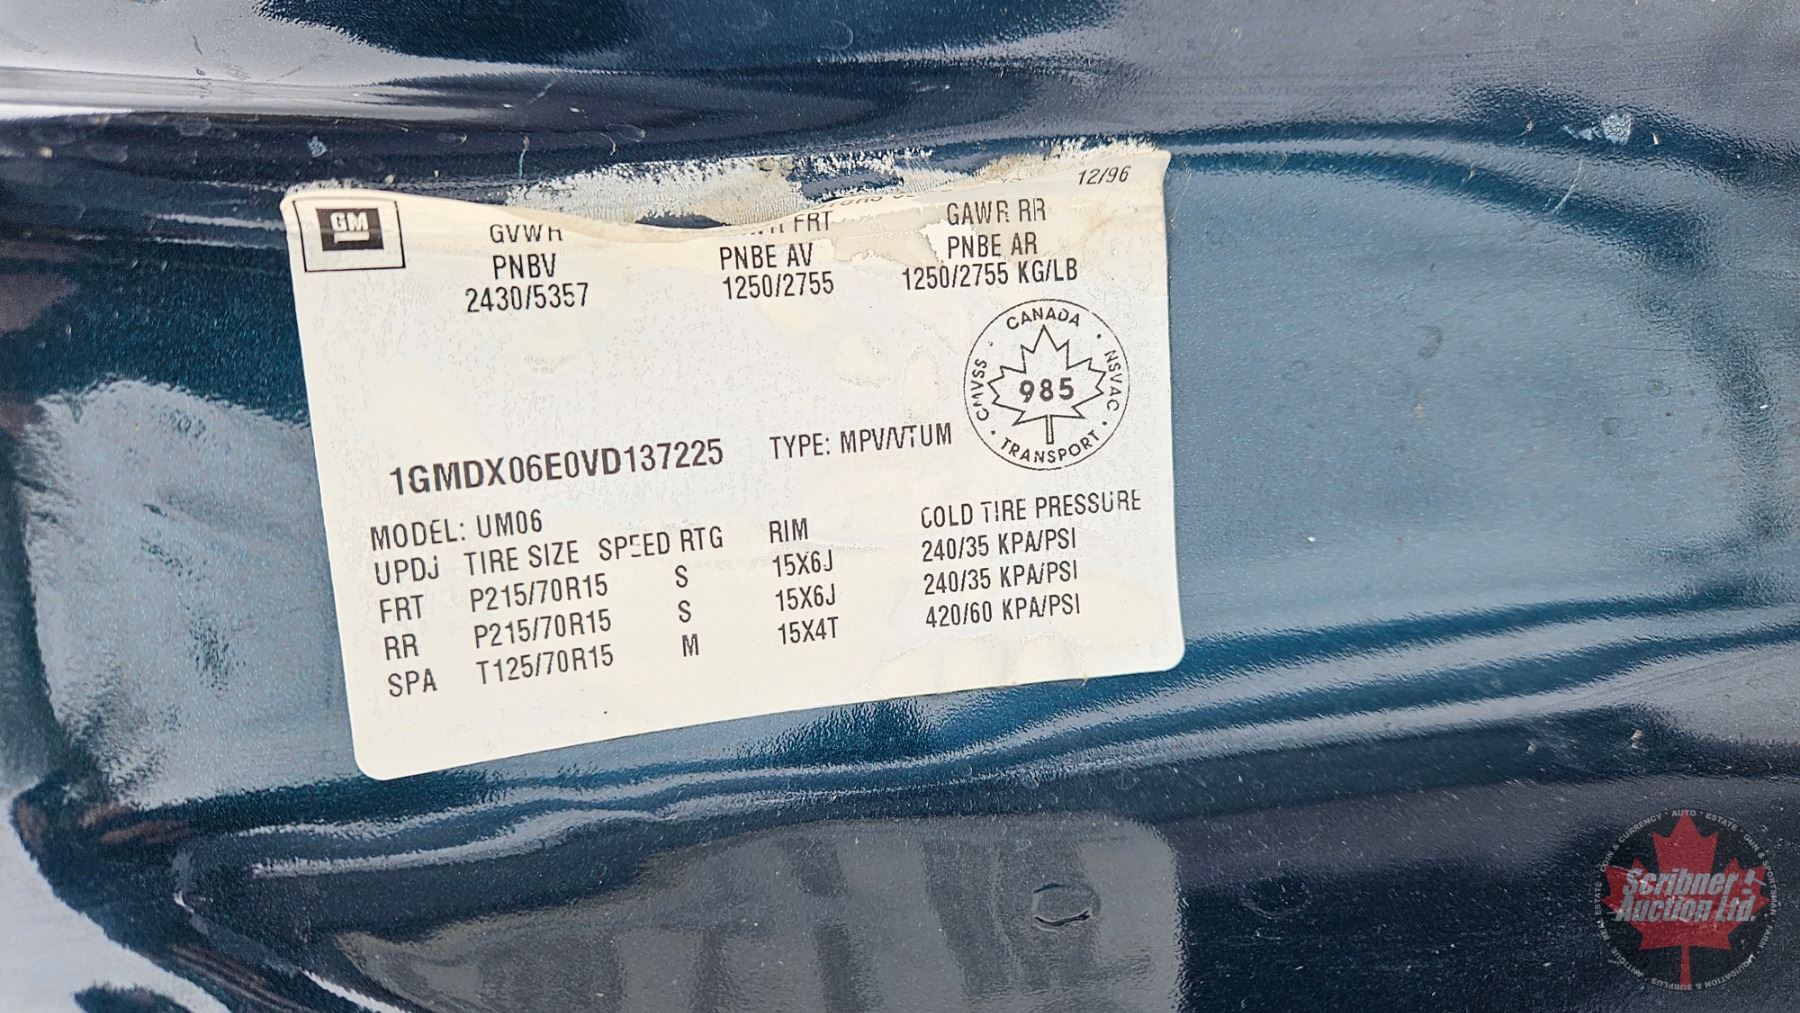 12/96
GM
GVWR FRT GAWR RR
PNBV PNBE AV PNBE AR
2430/5357 1250/2755 1250/2755 KG/LB
CANADA
CMVSS · NSVAC
985
TRANSPORT
1GMDX06E0VD137225 TYPE: MPV/VTUM
MODEL: UM06
UPDJ TIRE SIZE SPEED RTG RIM COLD TIRE PRESSURE
FRT P215/70R15 S 15X6J 240/35 KPA/PSI
RR P215/70R15 S 15X6J 240/35 KPA/PSI
SPA T125/70R15 M 15X4T 420/60 KPA/PSI
Scribner!
Auction Ltd.